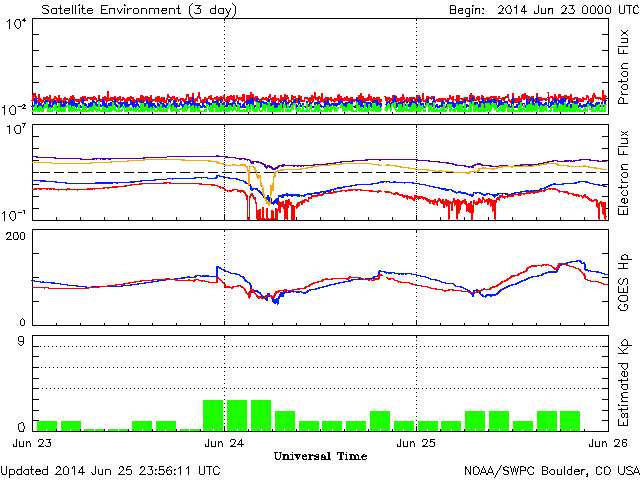 Satellite Environment (3 day) Begin: 2014 Jun 23 0000 UTC
10^4
Proton Flux
10^-2
10^7
Electron Flux
10^-1
200
GOES Hp
0
9
Estimated Kp
0
Jun 23 Jun 24 Jun 25 Jun 26
Universal Time
Updated 2014 Jun 25 23:56:11 UTC NOAA/SWPC Boulder, CO USA